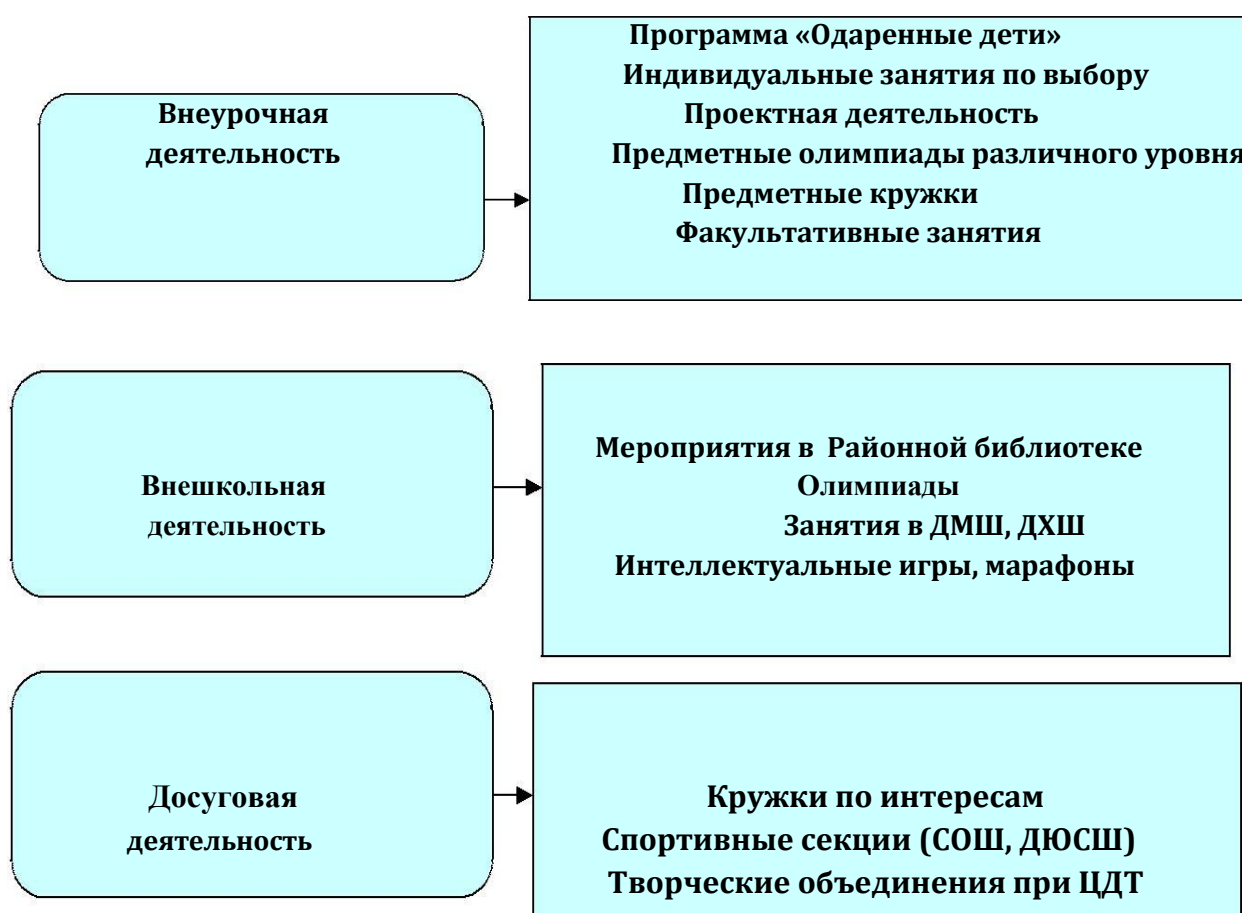 Внеурочная
деятельность
Программа «Одаренные дети»
Индивидуальные занятия по выбору
Проектная деятельность
Предметные олимпиады различного уровня
Предметные кружки
Факультативные занятия
Внешкольная
деятельность
Мероприятия в Районной библиотеке
Олимпиады
Занятия в ДМШ, ДХШ
Интеллектуальные игры, марафоны
Досуговая
деятельность
Кружки по интересам
Спортивные секции (СОШ, ДЮСШ)
Творческие объединения при ЦДТ